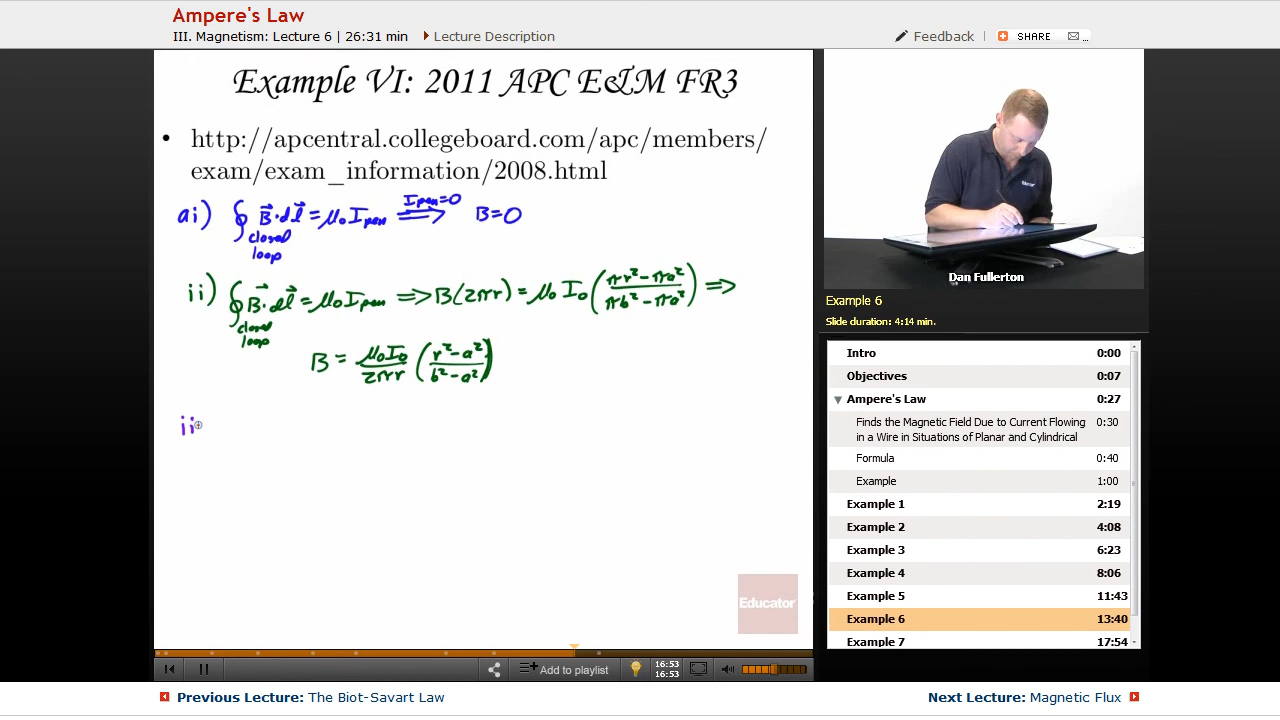 Ampere's Law
III. Magnetism: Lecture 6 | 26:31 min Lecture Description
Feedback | SHARE
Example VI: 2011 APC E&M FR3
• http://apcentral.collegeboard.com/apc/members/
exam/exam_information/2008.html
ai) ∮ B⃗·dl⃗ = μ₀ I_pen ⟹ B=0
I_pen=0
closed
loop
ii) ∮ B⃗·dl⃗ = μ₀ I_pen ⟹ B(2πr) = μ₀ I₀ ((πr²-πa²)/(πb²-πa²)) ⟹
closed
loop
B = μ₀I₀/2πr ((r²-a²)/(b²-a²))
ii
Educator
Add to playlist
16:53
16:53
Dan Fullerton
Example 6
Slide duration: 4:14 min.
Intro 0:00
Objectives 0:07
Ampere's Law 0:27
Finds the Magnetic Field Due to Current Flowing 0:30
in a Wire in Situations of Planar and Cylindrical
Formula 0:40
Example 1:00
Example 1 2:19
Example 2 4:08
Example 3 6:23
Example 4 8:06
Example 5 11:43
Example 6 13:40
Example 7 17:54
Previous Lecture: The Biot-Savart Law
Next Lecture: Magnetic Flux